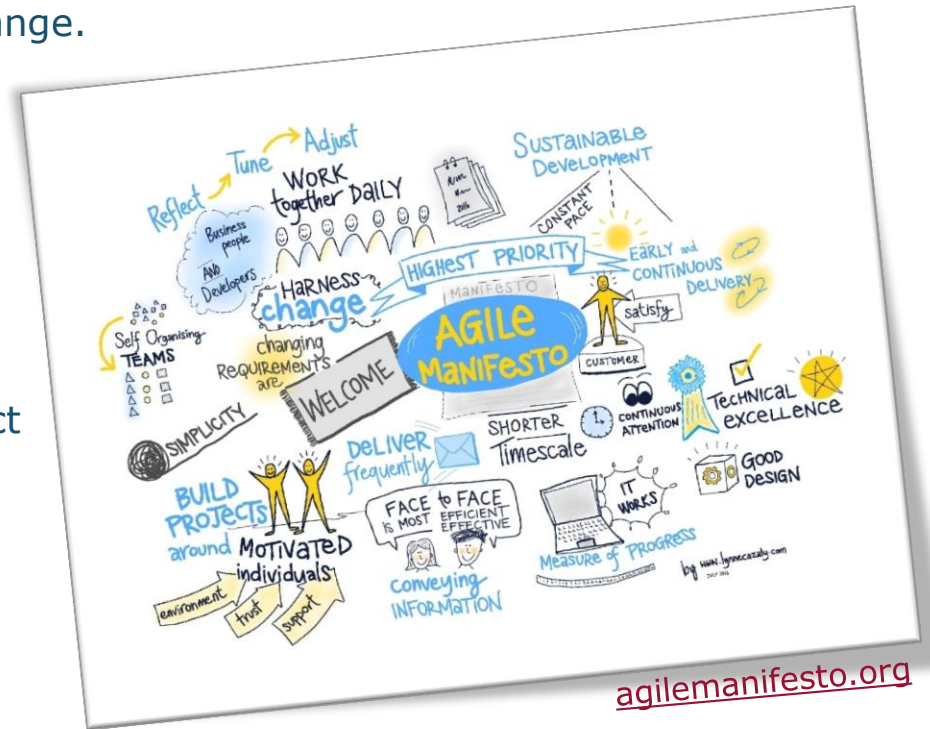 ange.
Reflect
Tune
Adjust
WORK
together DAILY
Business
people
AND
Developers
SUSTAINABLE
DEVELOPMENT
CONSTANT
PACE
HIGHEST PRIORITY
EARLY and
CONTINUOUS
DELIVERY
HARNESS
change
MANIFESTO
AGILE
MANIFESTO
satisfy
CUSTOMER
Self Organising
TEAMS
changing
REQUIREMENTS
are
WELCOME
SIMPLICITY
ct
DELIVER
frequently
SHORTER
Timescale
CONTINUOUS
ATTENTION
TECHNICAL
EXCELLENCE
GOOD
DESIGN
BUILD
PROJECTS
around MOTIVATED
individuals
environment
trust
support
FACE to FACE
IS MOST EFFICIENT
EFFECTIVE
conveying
INFORMATION
IT
WORKS
Measure of PROGRESS
by www.lynnecazaly.com
agilemanifesto.org